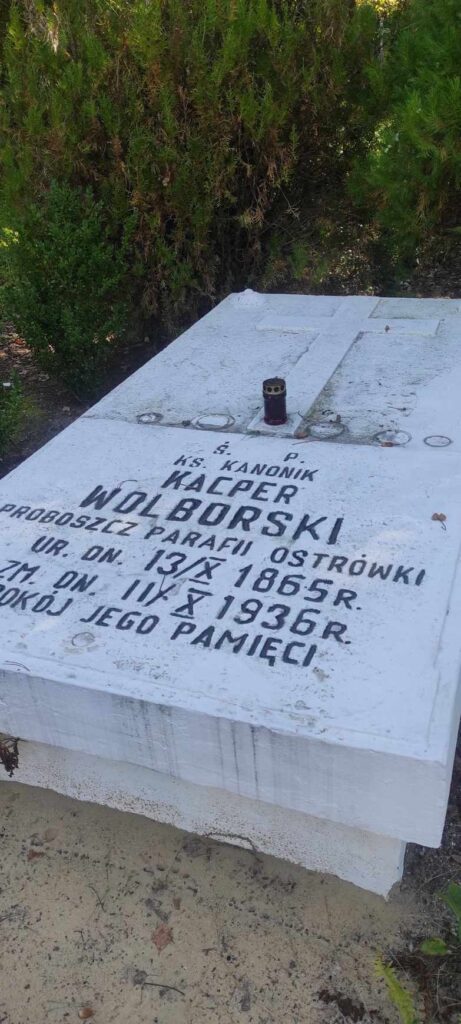 Ś. P.
KS. KANONIK
KACPER
WOLBORSKI
PROBOSZCZ PARAFII OSTRÓWKI
UR. DN. 13/X 1865 R.
ZM. DN. 11/X 1936 R.
POKÓJ JEGO PAMIĘCI